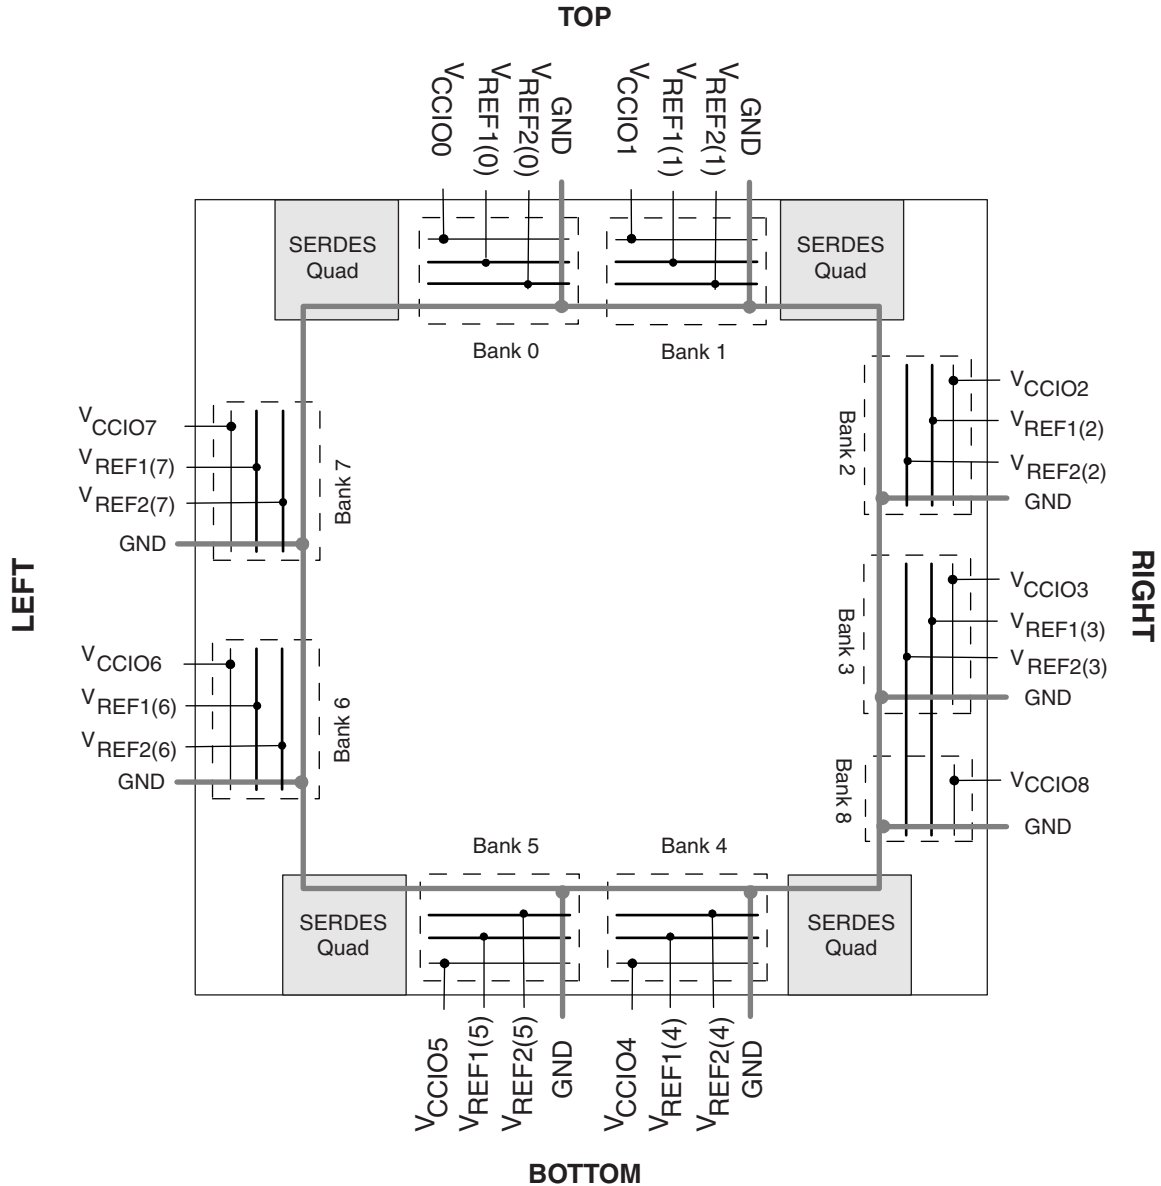 TOP
VCCIO0
VREF1(0)
VREF2(0)
GND
VCCIO1
VREF1(1)
VREF2(1)
GND
SERDES
Quad
SERDES
Quad
Bank 0
Bank 1
VCCIO7
VREF1(7)
VREF2(7)
GND
Bank 7
Bank 2
VCCIO2
VREF1(2)
VREF2(2)
GND
LEFT
RIGHT
VCCIO6
VREF1(6)
VREF2(6)
GND
Bank 6
Bank 3
VCCIO3
VREF1(3)
VREF2(3)
GND
Bank 8
VCCIO8
GND
Bank 5
Bank 4
SERDES
Quad
SERDES
Quad
VCCIO5
VREF1(5)
VREF2(5)
GND
VCCIO4
VREF1(4)
VREF2(4)
GND
BOTTOM